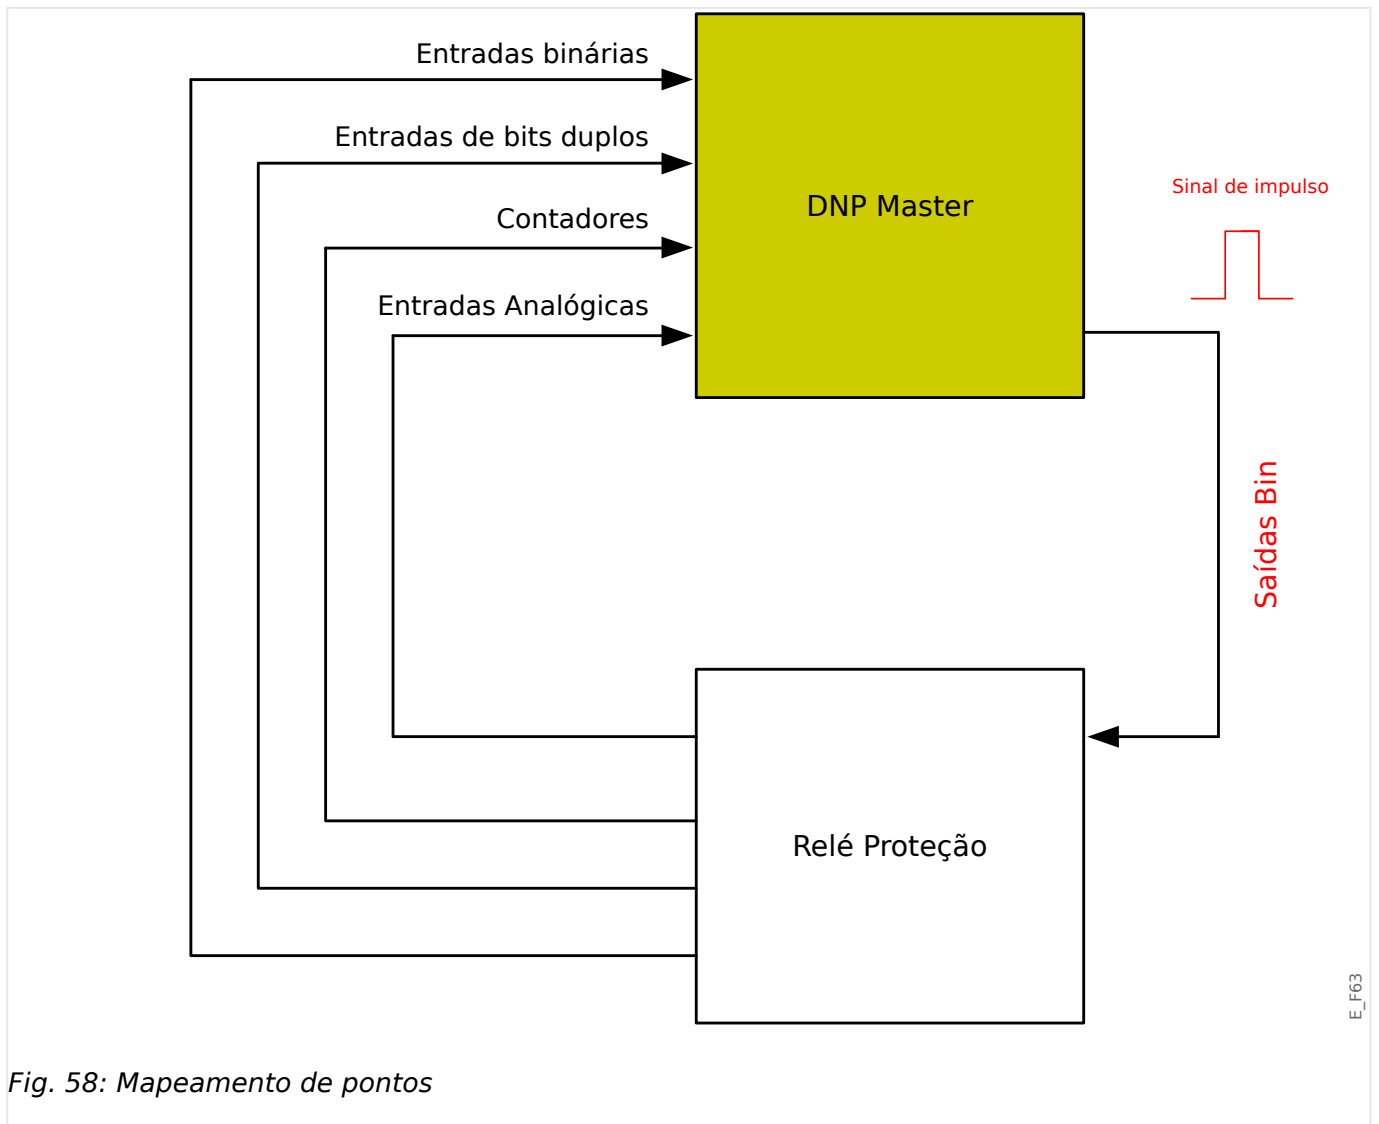 Entradas binárias
Entradas de bits duplos
Contadores
Entradas Analógicas
DNP Master
Sinal de impulso
Saídas Bin
Relé Proteção
E_F63
Fig. 58: Mapeamento de pontos